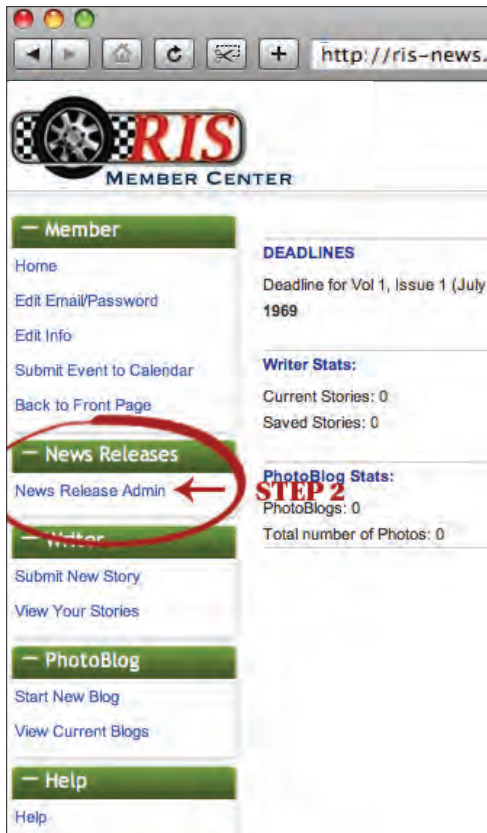 http://ris-news.
RIS
MEMBER CENTER
— Member
Home
Edit Email/Password
Edit Info
Submit Event to Calendar
Back to Front Page
— News Releases
News Release Admin
— Writer
Submit New Story
View Your Stories
— PhotoBlog
Start New Blog
View Current Blogs
— Help
Help
DEADLINES
Deadline for Vol 1, Issue 1 (July
1969
Writer Stats:
Current Stories: 0
Saved Stories: 0
PhotoBlog Stats:
STEP 2
PhotoBlogs: 0
Total number of Photos: 0